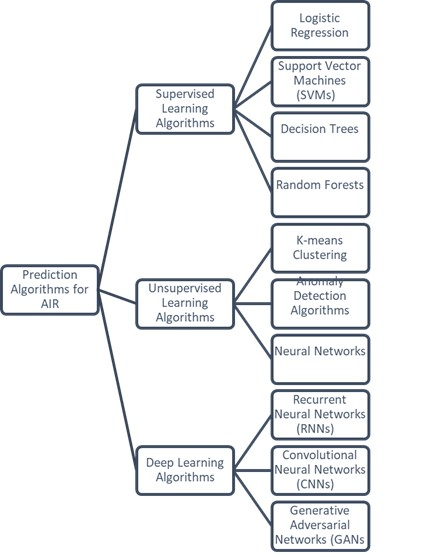 Prediction
Algorithms for
AIR
Supervised
Learning
Algorithms
Logistic
Regression
Support Vector
Machines
(SVMs)
Decision Trees
Random Forests
Unsupervised
Learning
Algorithms
K-means
Clustering
Anomaly
Detection
Algorithms
Neural Networks
Deep Learning
Algorithms
Recurrent
Neural Networks
(RNNs)
Convolutional
Neural Networks
(CNNs)
Generative
Adversarial
Networks (GANs